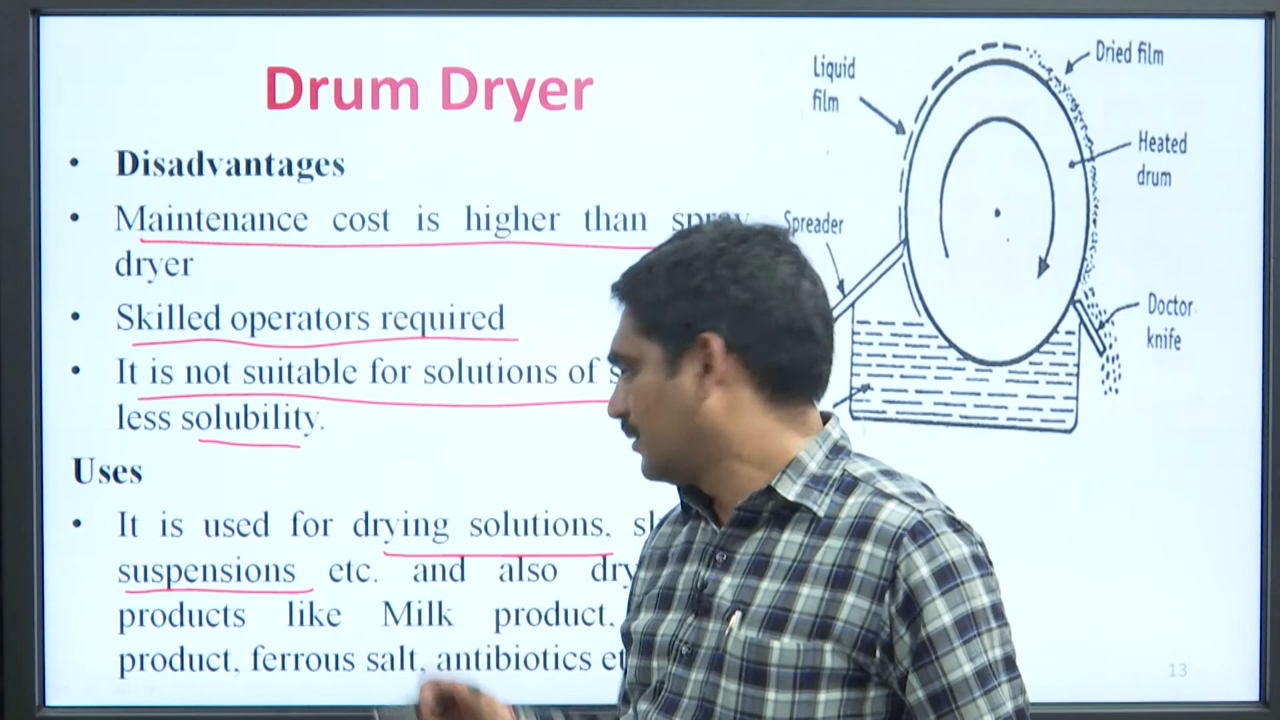 Drum Dryer
• Disadvantages
• Maintenance cost is higher than spray
dryer
• Skilled operators required
• It is not suitable for solutions of
less solubility.
Uses
• It is used for drying solutions,
suspensions etc. and also
products like Milk product,
product, ferrous salt, antibiotics
Liquid
film
Dried film
Heated
drum
Spreader
Doctor
knife
13